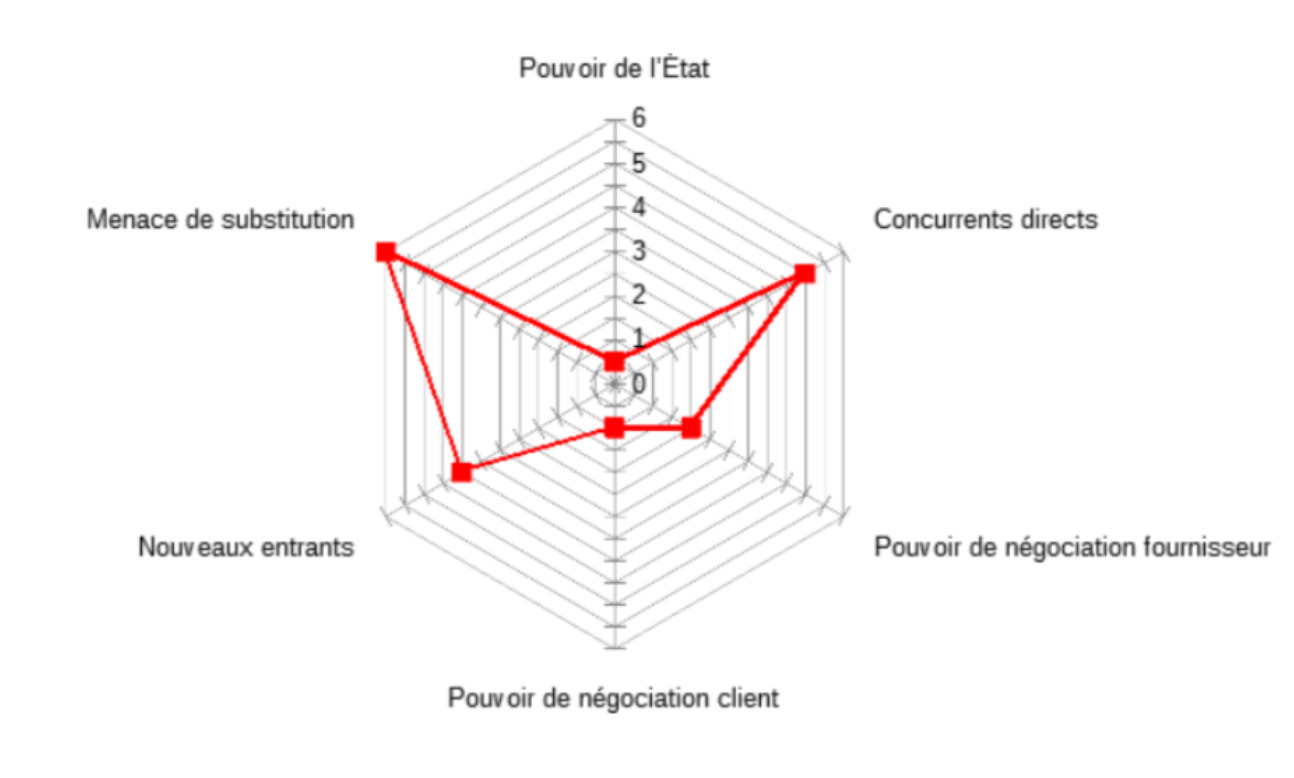 Pouvoir de l'État
6
5
Menace de substitution
4
Concurrents directs
3
2
1
0
Nouveaux entrants
Pouvoir de négociation fournisseur
Pouvoir de négociation client